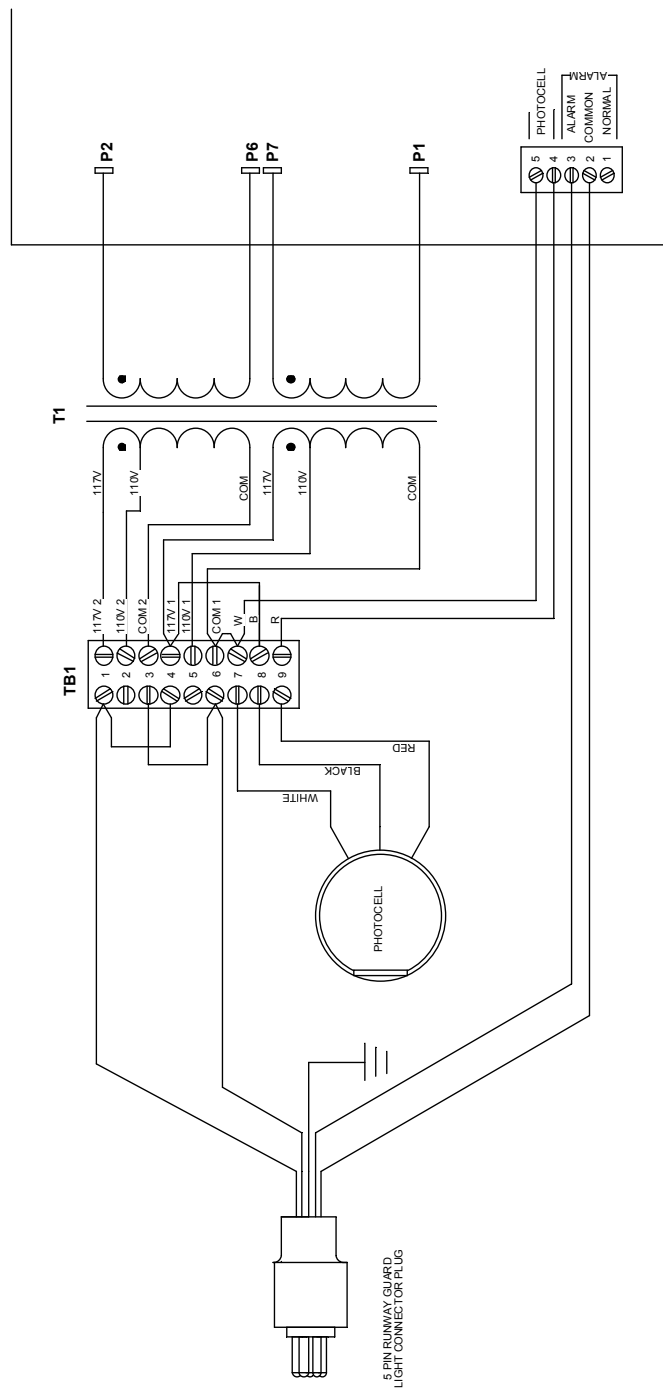 P2
P6
P7
P1
PHOTOCELL
ALARM
COMMON
NORMAL
ALARM
5
4
3
2
1
T1
117V
110V
COM
117V
110V
COM
117V 2
110V 2
COM 2
117V 1
110V 1
COM 1
W
B
R
TB1
1
2
3
4
5
6
7
8
9
WHITE
BLACK
RED
PHOTOCELL
5 PIN RUNWAY GUARD
LIGHT CONNECTOR PLUG